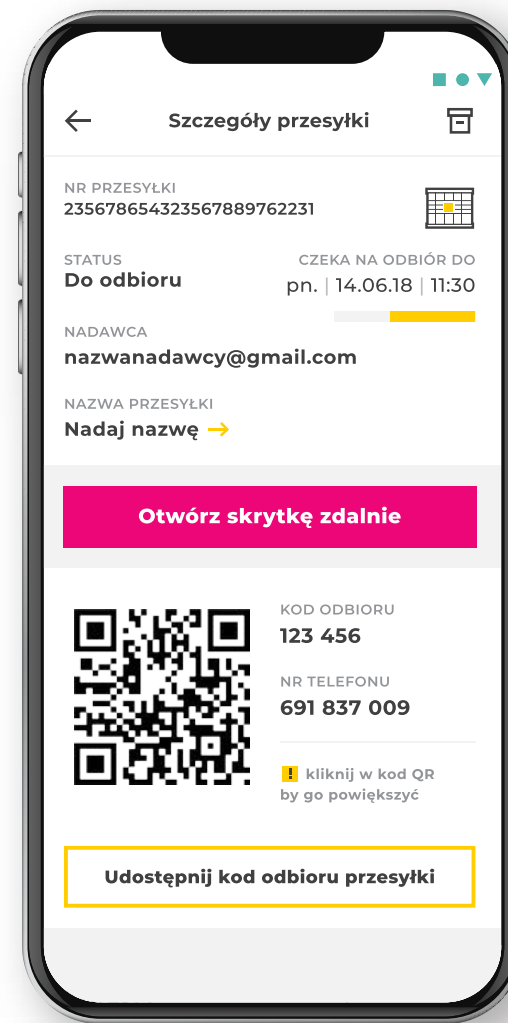 Szczegóły przesyłki
NR PRZESYŁKI
235678654323567889762231
STATUS
Do odbioru
CZEKA NA ODBIÓR DO
pn. | 14.06.18 | 11:30
NADAWCA
nazwanadawcy@gmail.com
NAZWA PRZESYŁKI
Nadaj nazwę →
Otwórz skrytkę zdalnie
KOD ODBIORU
123 456
NR TELEFONU
691 837 009
! kliknij w kod QR
by go powiększyć
Udostępnij kod odbioru przesyłki